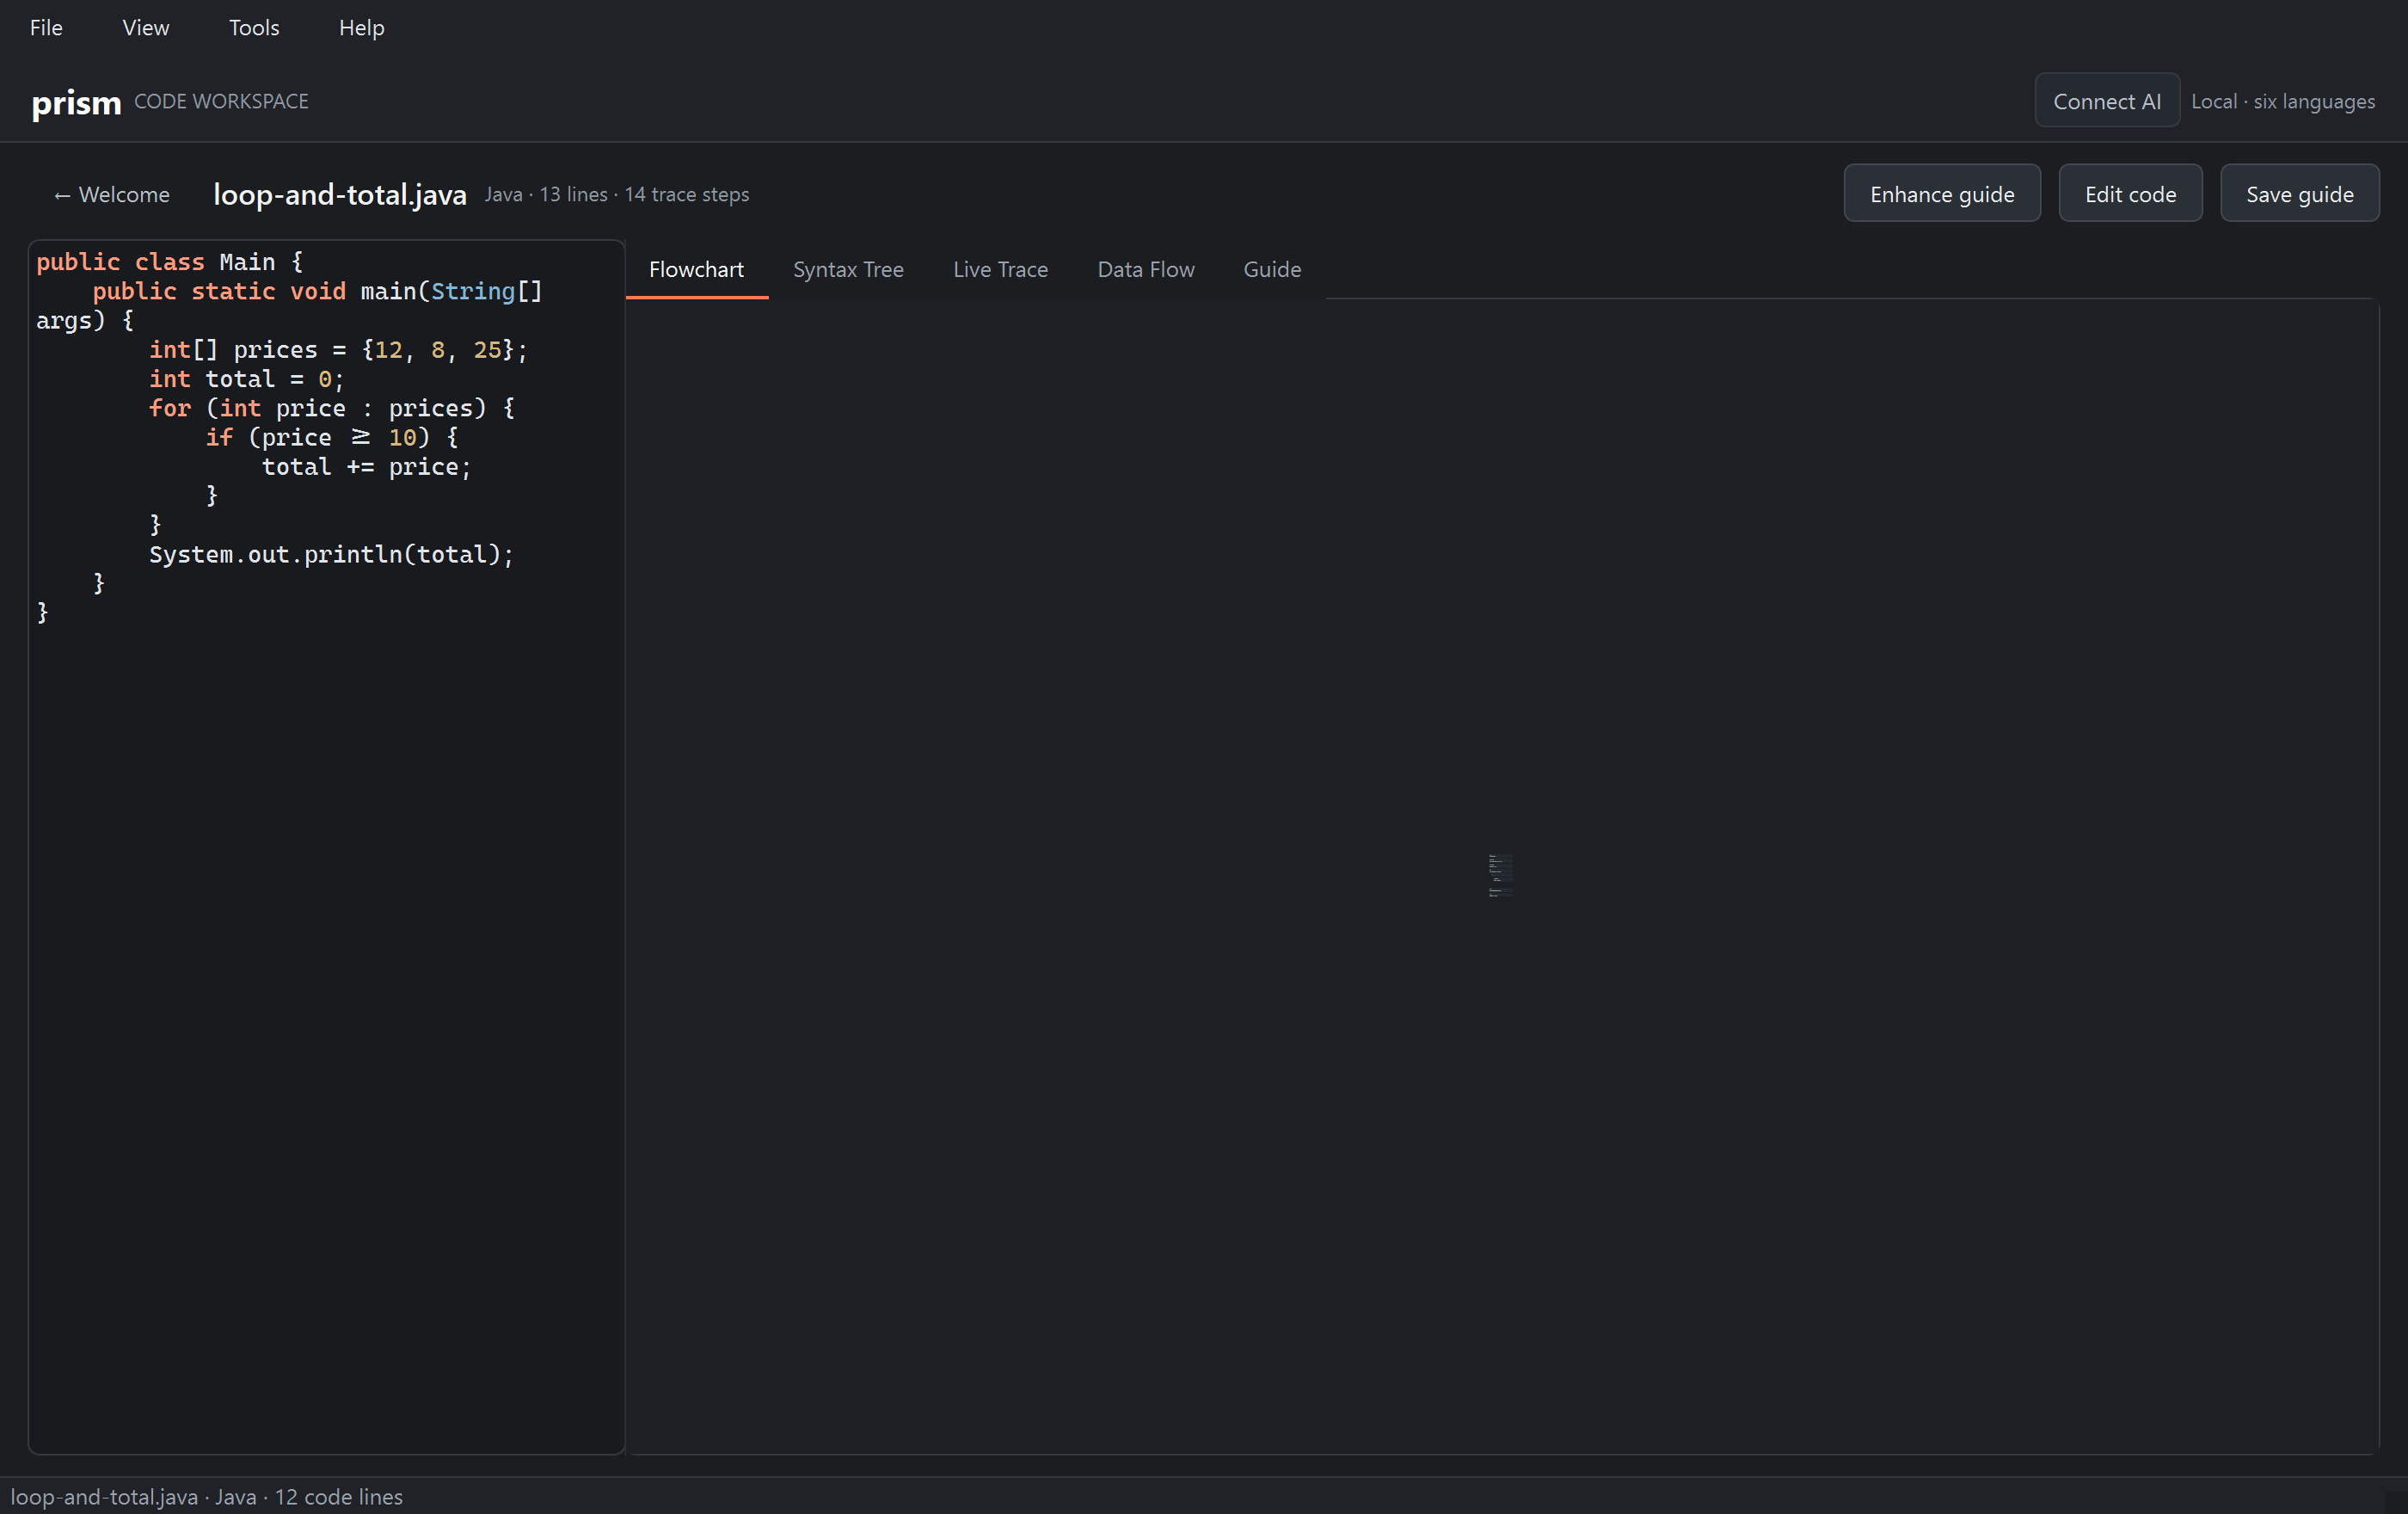 File View Tools Help
prism CODE WORKSPACE
Connect AI Local · six languages
← Welcome loop-and-total.java Java · 13 lines · 14 trace steps
Enhance guide Edit code Save guide
public class Main {
    public static void main(String[]
args) {
        int[] prices = {12, 8, 25};
        int total = 0;
        for (int price : prices) {
            if (price ≥ 10) {
                total += price;
            }
        }
        System.out.println(total);
    }
}
Flowchart Syntax Tree Live Trace Data Flow Guide
loop-and-total.java · Java · 12 code lines